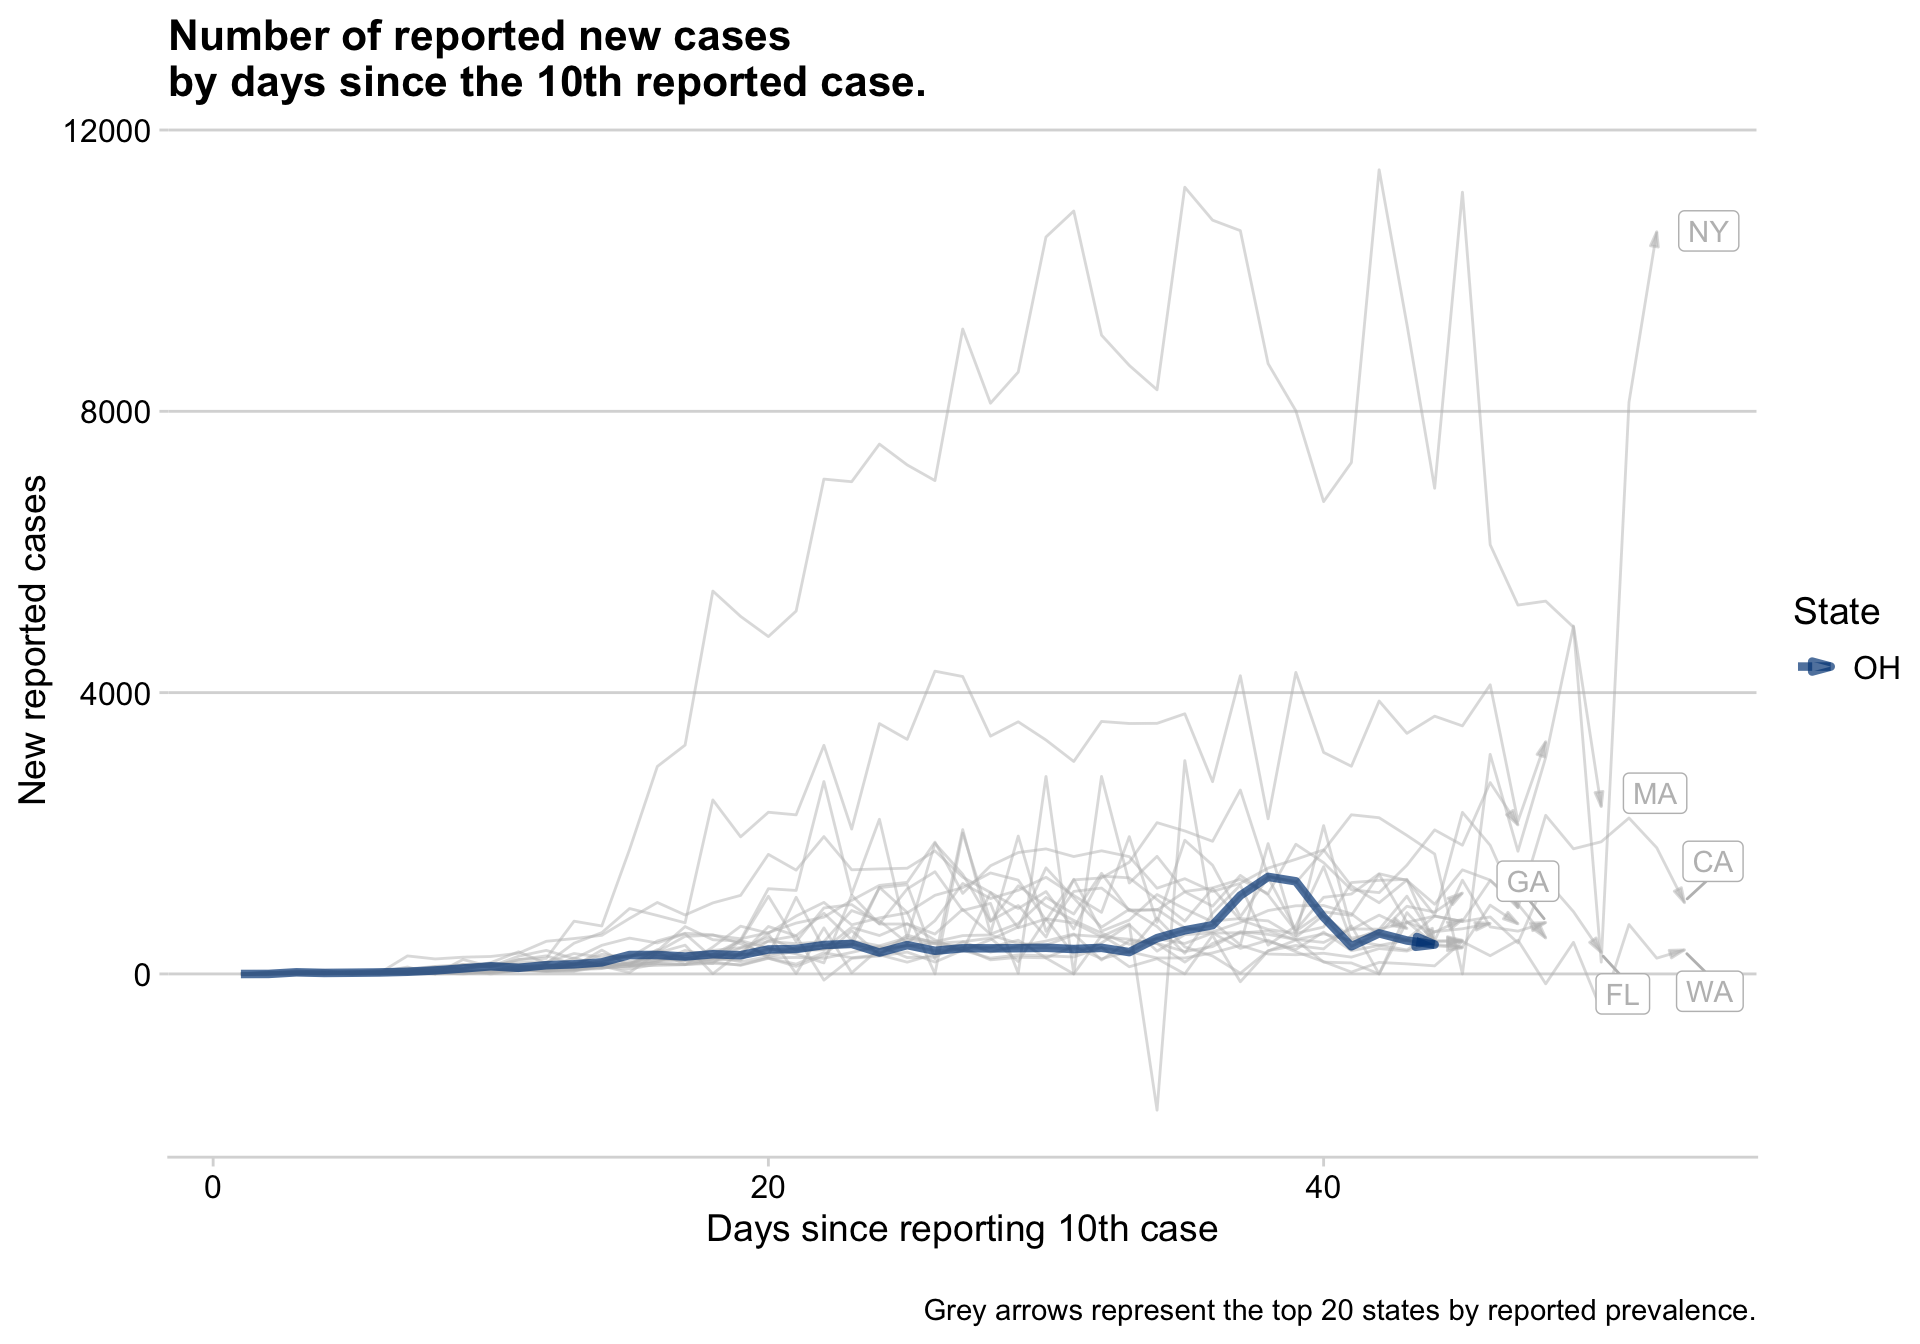 Number of reported new cases
by days since the 10th reported case.
12000
8000
4000
0
New reported cases
NY
MA
CA
GA
FL
WA
State
OH
0
20
40
Days since reporting 10th case
Grey arrows represent the top 20 states by reported prevalence.